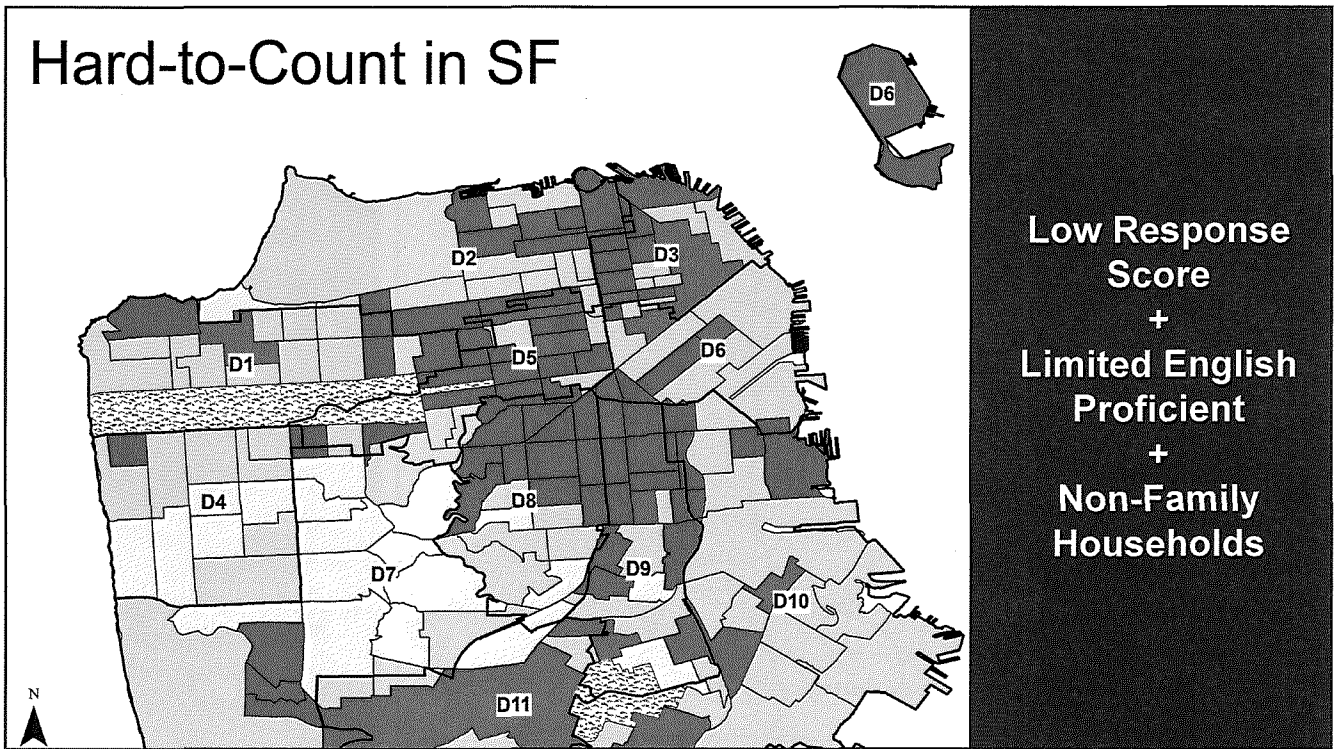 Hard-to-Count in SF
D6
D2
D3
D1
D5
D6
D4
D8
D7
D9
D10
D11
N
Low Response
Score
+
Limited English
Proficient
+
Non-Family
Households